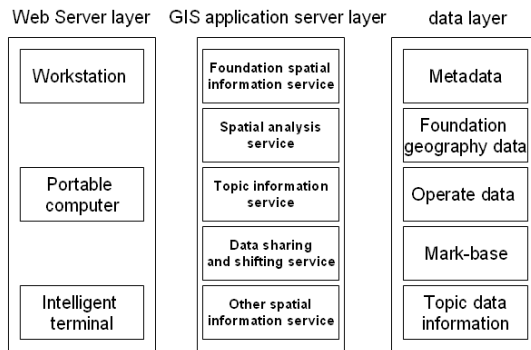 Web Server layer
GIS application server layer
data layer
Workstation
Portable
computer
Intelligent
terminal
Foundation spatial
information service
Spatial analysis
service
Topic information
service
Data sharing
and shifting service
Other spatial
information service
Metadata
Foundation
geography data
Operate data
Mark-base
Topic data
information